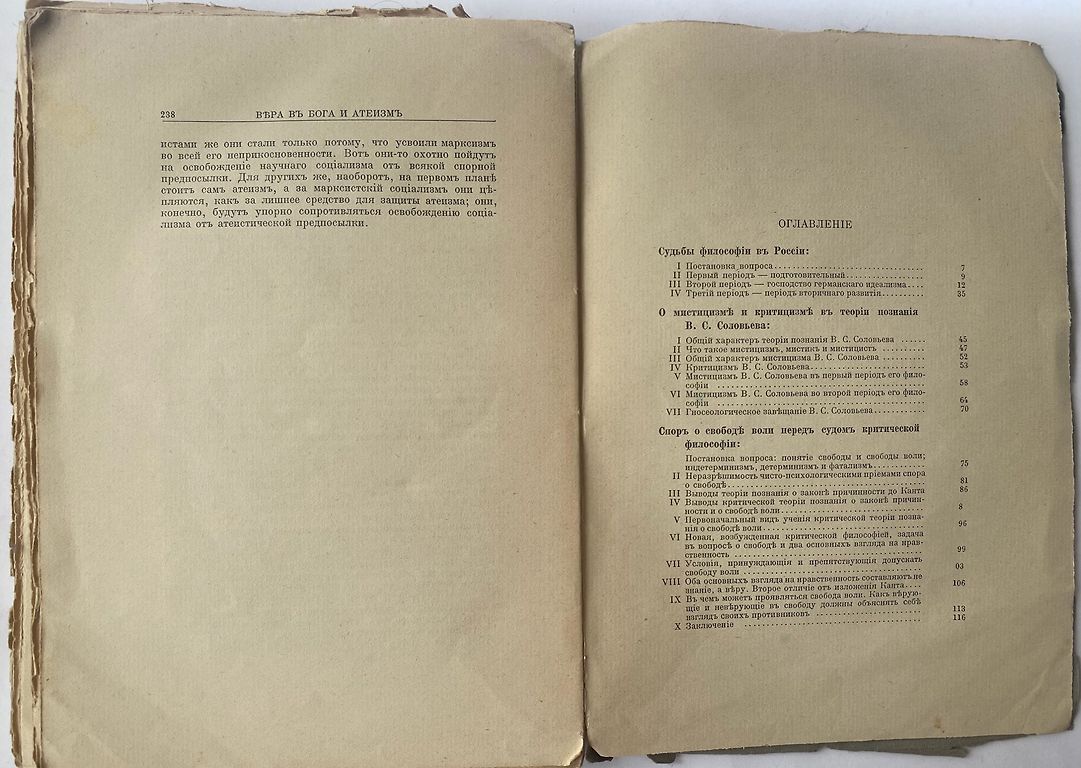 238 ВѢРА ВЪ БОГА И АТЕИЗМЪ
истами же они стали только потому, что усвоили марксизмъ
во всей его неприкосновенности. Вотъ они-то охотно пойдутъ
на освобожденіе научнаго соціализма отъ всякой спорной
предпосылки. Для другихъ же, наоборотъ, на первомъ планѣ
стоитъ самъ атеизмъ, а за марксистскій соціализмъ они цѣ-
пляются, какъ за лишнее средство для защиты атеизма; они,
конечно, будутъ упорно сопротивляться освобожденію соціа-
лизма отъ атеистической предпосылки.
ОГЛАВЛЕНІЕ
Судьбы философіи въ Россіи:
I Постановка вопроса 7
II Первый періодъ — подготовительный 9
III Второй періодъ — господство германскаго идеализма 12
IV Третій періодъ — періодъ вторичнаго развитія 35
О мистицизмѣ и критицизмѣ въ теоріи познанія
В. С. Соловьева:
I Общій характеръ теоріи познанія В. С. Соловьева 45
II Что такое мистицизмъ, мистикъ и мистицистъ 47
III Общій характеръ мистицизма В. С. Соловьева 52
IV Критицизмъ В. С. Соловьева 53
V Мистицизмъ В. С. Соловьева въ первый періодъ его фило-
софіи 58
VI Мистицизмъ В. С. Соловьева во второй періодъ его фило-
софіи 64
VII Гносеологическое завѣщаніе В. С. Соловьева 70
Споръ о свободѣ воли передъ судомъ критической
философіи:
Постановка вопроса: понятіе свободы и свободы воли;
индетерминизмъ, детерминизмъ и фатализмъ 75
II Неразрѣшимость чисто-психологическими пріемами спора
о свободѣ 81
III Выводы теоріи познанія о законѣ причинности до Канта 86
IV Выводы критической теоріи познанія о законѣ причин-
ности и о свободѣ воли 8
V Первоначальный видъ ученія критической теоріи позна-
нія о свободѣ воли 96
VI Новая, возбужденная критической философіей, задача
въ вопросѣ о свободѣ и два основныхъ взгляда на нрав-
ственность 99
VII Условія, принуждающія и препятствующія допускать
свободу воли 03
VIII Оба основныхъ взгляда на нравственность составляютъ не
знаніе, а вѣру. Второе отличіе отъ изложенія Канта 106
IX Въ чемъ можетъ проявляться свобода воли. Какъ вѣрую-
щіе и невѣрующіе въ свободу должны объяснять себѣ
взглядъ своихъ противниковъ 113
X Заключеніе 116